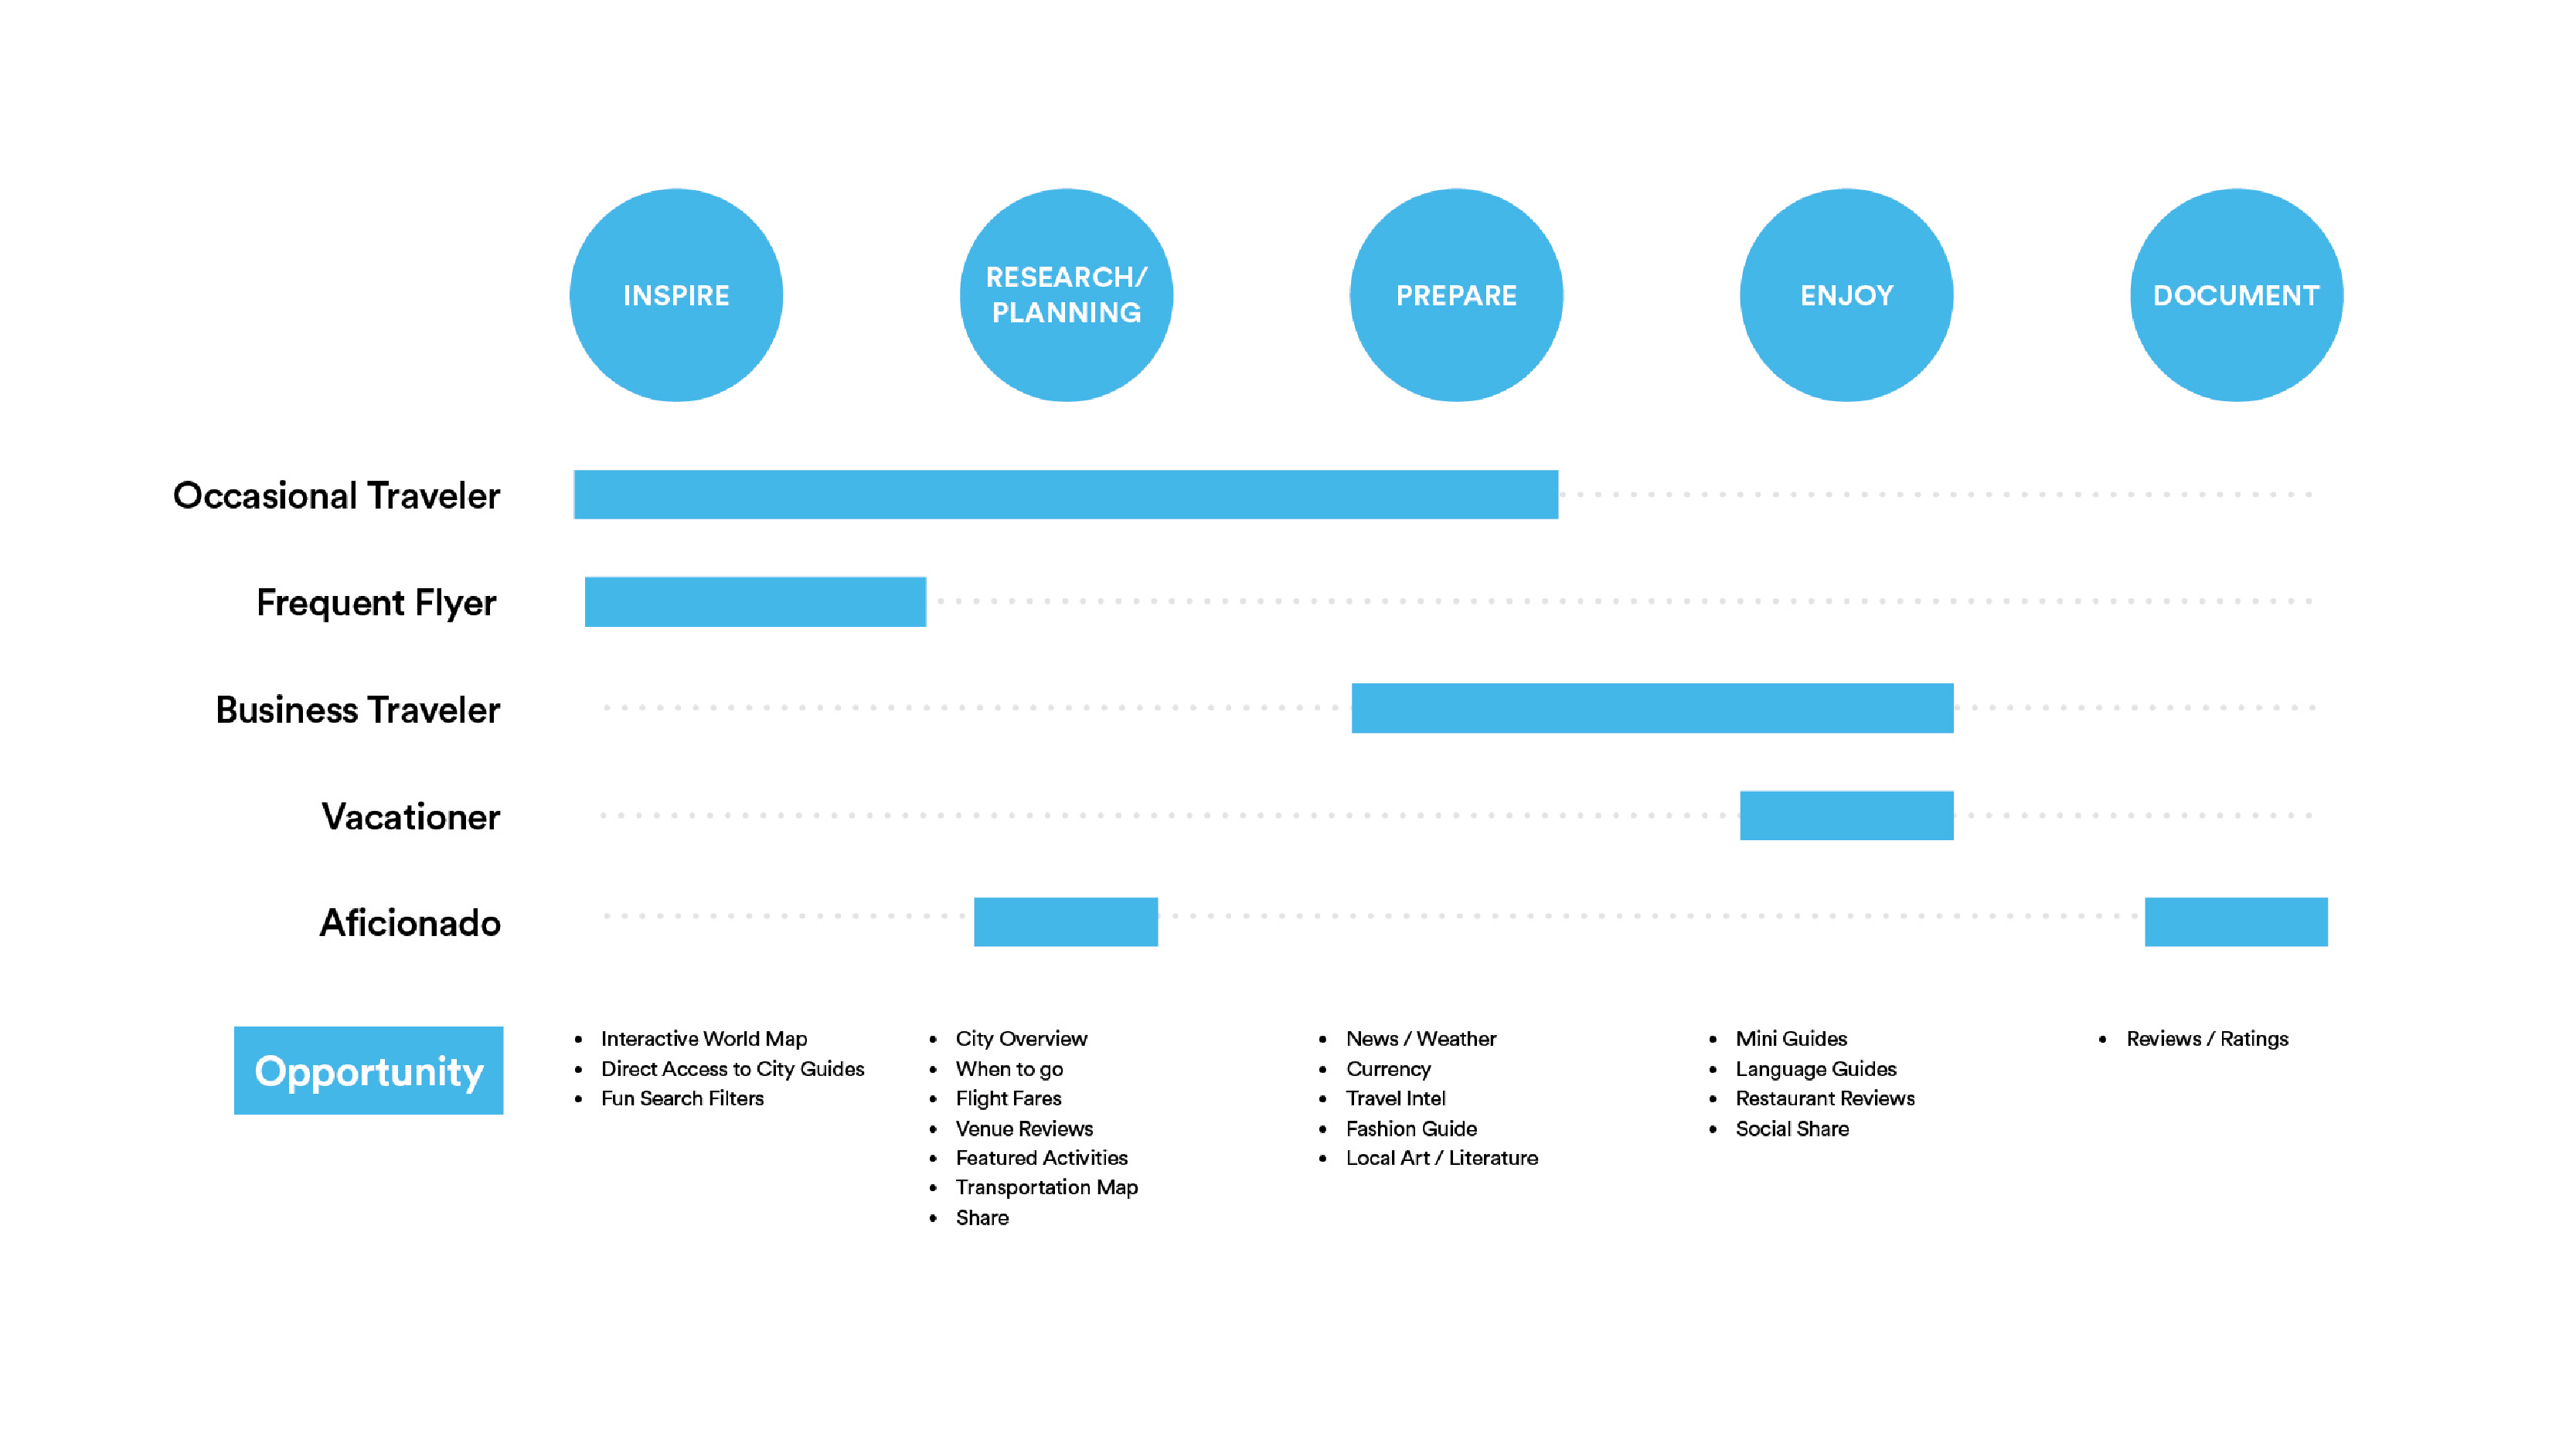 INSPIRE
RESEARCH/
PLANNING
PREPARE
ENJOY
DOCUMENT
Occasional Traveler
Frequent Flyer
Business Traveler
Vacationer
Aficionado
Opportunity
• Interactive World Map
• Direct Access to City Guides
• Fun Search Filters
• City Overview
• When to go
• Flight Fares
• Venue Reviews
• Featured Activities
• Transportation Map
• Share
• News / Weather
• Currency
• Travel Intel
• Fashion Guide
• Local Art / Literature
• Mini Guides
• Language Guides
• Restaurant Reviews
• Social Share
• Reviews / Ratings